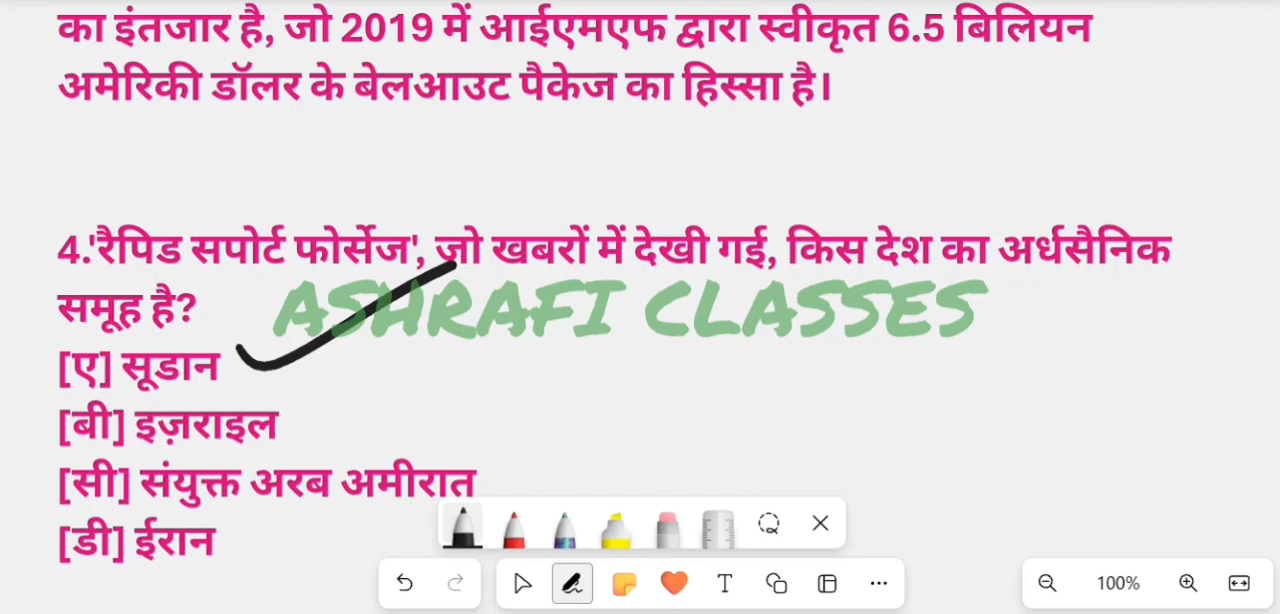 का इंतजार है, जो 2019 में आईएमएफ द्वारा स्वीकृत 6.5 बिलियन
अमेरिकी डॉलर के बेलआउट पैकेज का हिस्सा है।
4.'रैपिड सपोर्ट फोर्सेज', जो खबरों में देखी गई, किस देश का अर्धसैनिक
समूह है?
ASHRAFI CLASSES
[ए] सूडान
[बी] इज़राइल
[सी] संयुक्त अरब अमीरात
[डी] ईरान
100%